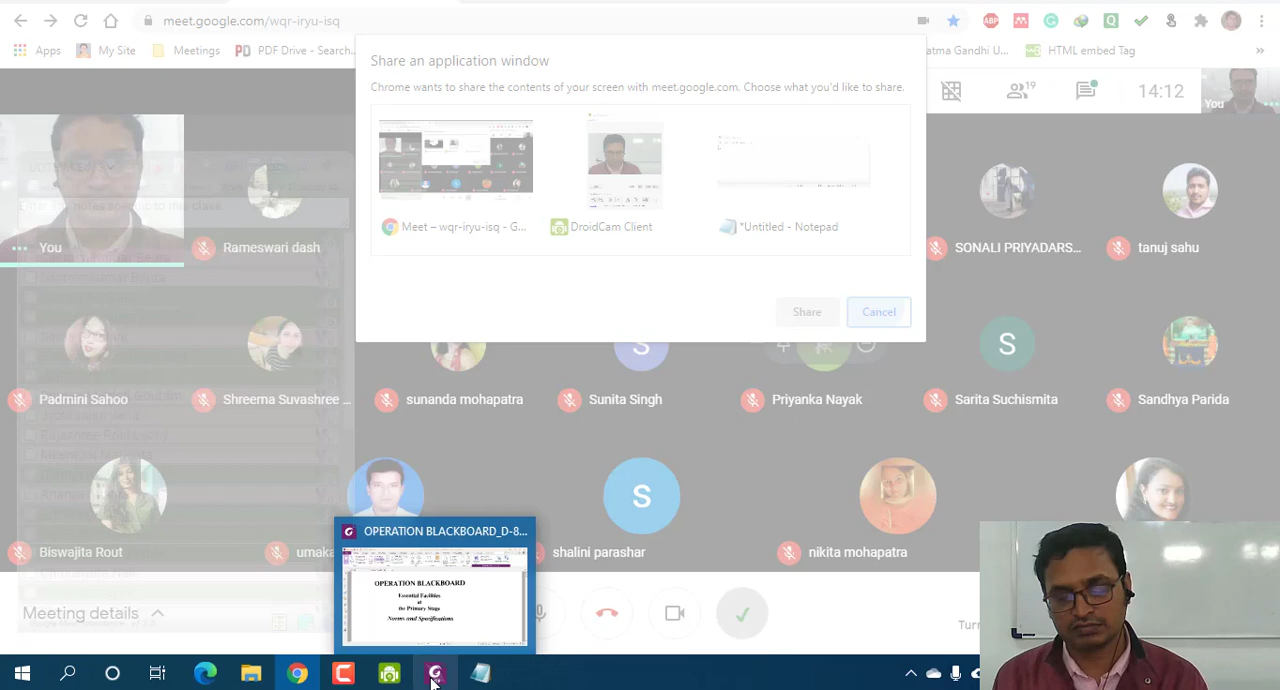 meet.google.com/wqr-iryu-isq
Apps
My Site
Meetings
PDF Drive - Search...
HTML embed Tag
Share an application window
Chrome wants to share the contents of your screen with meet.google.com. Choose what you'd like to share.
Meet – wqr-iryu-isq - G...
DroidCam Client
*Untitled - Notepad
Share
Cancel
19
14:12
You
You
Rameswari dash
SONALI PRIYADARS...
tanuj sahu
Padmini Sahoo
Shreema Suvashree ...
sunanda mohapatra
Sunita Singh
Priyanka Nayak
Sarita Suchismita
Sandhya Parida
S
S
S
Biswajita Rout
umaka
shalini parashar
nikita mohapatra
OPERATION BLACKBOARD_D-8...
OPERATION BLACKBOARD
Essential Facilities
at
the Primary Stage
Norms and Specifications
Meeting details